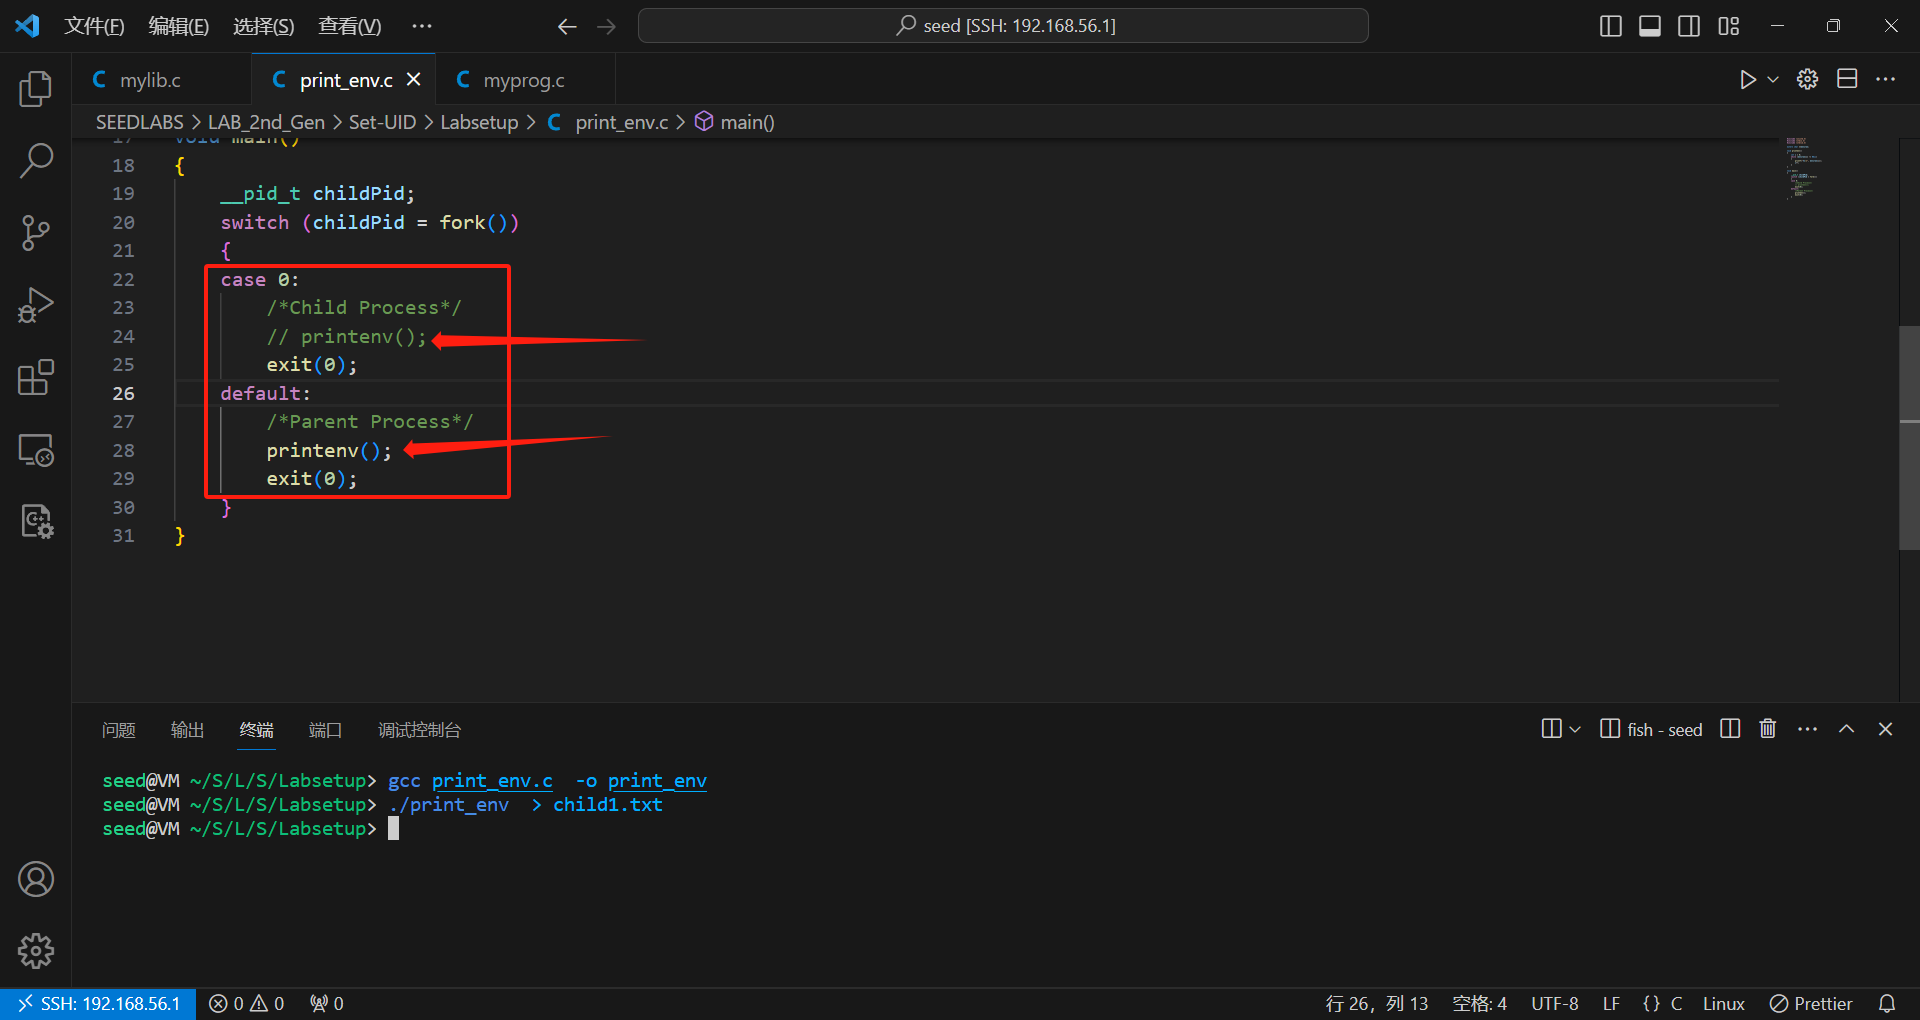 文件(F) 编辑(E) 选择(S) 查看(V) ··· seed [SSH: 192.168.56.1]
mylib.c print_env.c myprog.c
SEEDLABS > LAB_2nd_Gen > Set-UID > Labsetup > C print_env.c > main()
17 void main()
18 {
19 __pid_t childPid;
20 switch (childPid = fork())
21 {
22 case 0:
23 /*Child Process*/
24 // printenv();
25 exit(0);
26 default:
27 /*Parent Process*/
28 printenv();
29 exit(0);
30 }
31 }
问题 输出 终端 端口 调试控制台 fish - seed
seed@VM ~/S/L/S/Labsetup> gcc print_env.c -o print_env
seed@VM ~/S/L/S/Labsetup> ./print_env > child1.txt
seed@VM ~/S/L/S/Labsetup>
SSH: 192.168.56.1 0 0 0 行 26，列 13 空格: 4 UTF-8 LF {} C Linux Prettier